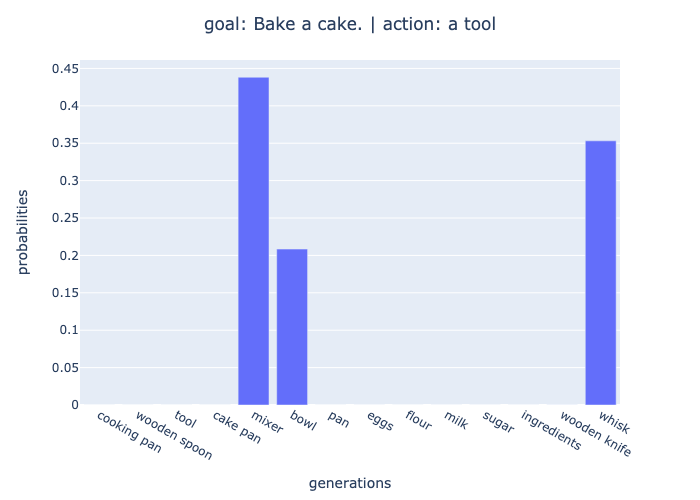 goal: Bake a cake. | action: a tool
probabilities
0.45
0.4
0.35
0.3
0.25
0.2
0.15
0.1
0.05
0
cooking pan
wooden spoon
tool
cake pan
mixer
bowl
pan
eggs
flour
milk
sugar
ingredients
wooden knife
whisk
generations